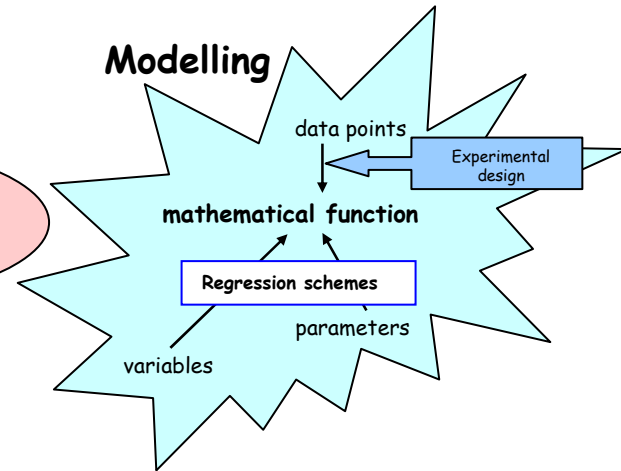 Modelling
data points
Experimental
design
mathematical function
Regression schemes
parameters
variables